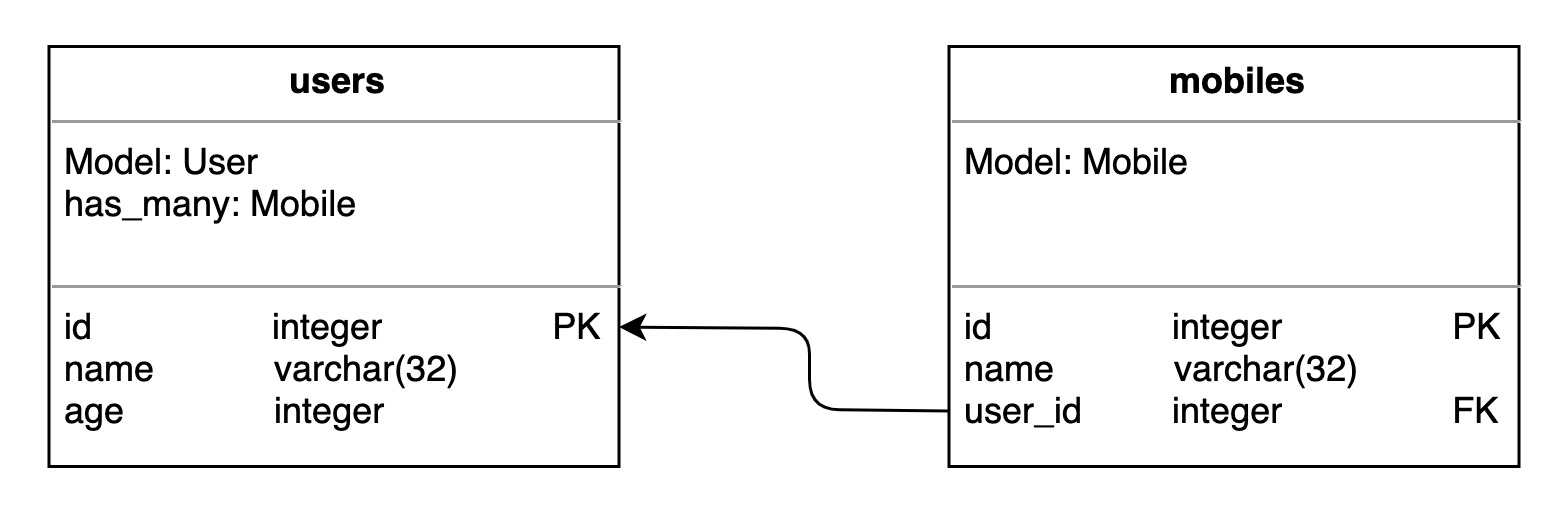 users
Model: User
has_many: Mobile
id integer PK
name varchar(32)
age integer
mobiles
Model: Mobile
id integer PK
name varchar(32)
user_id integer FK